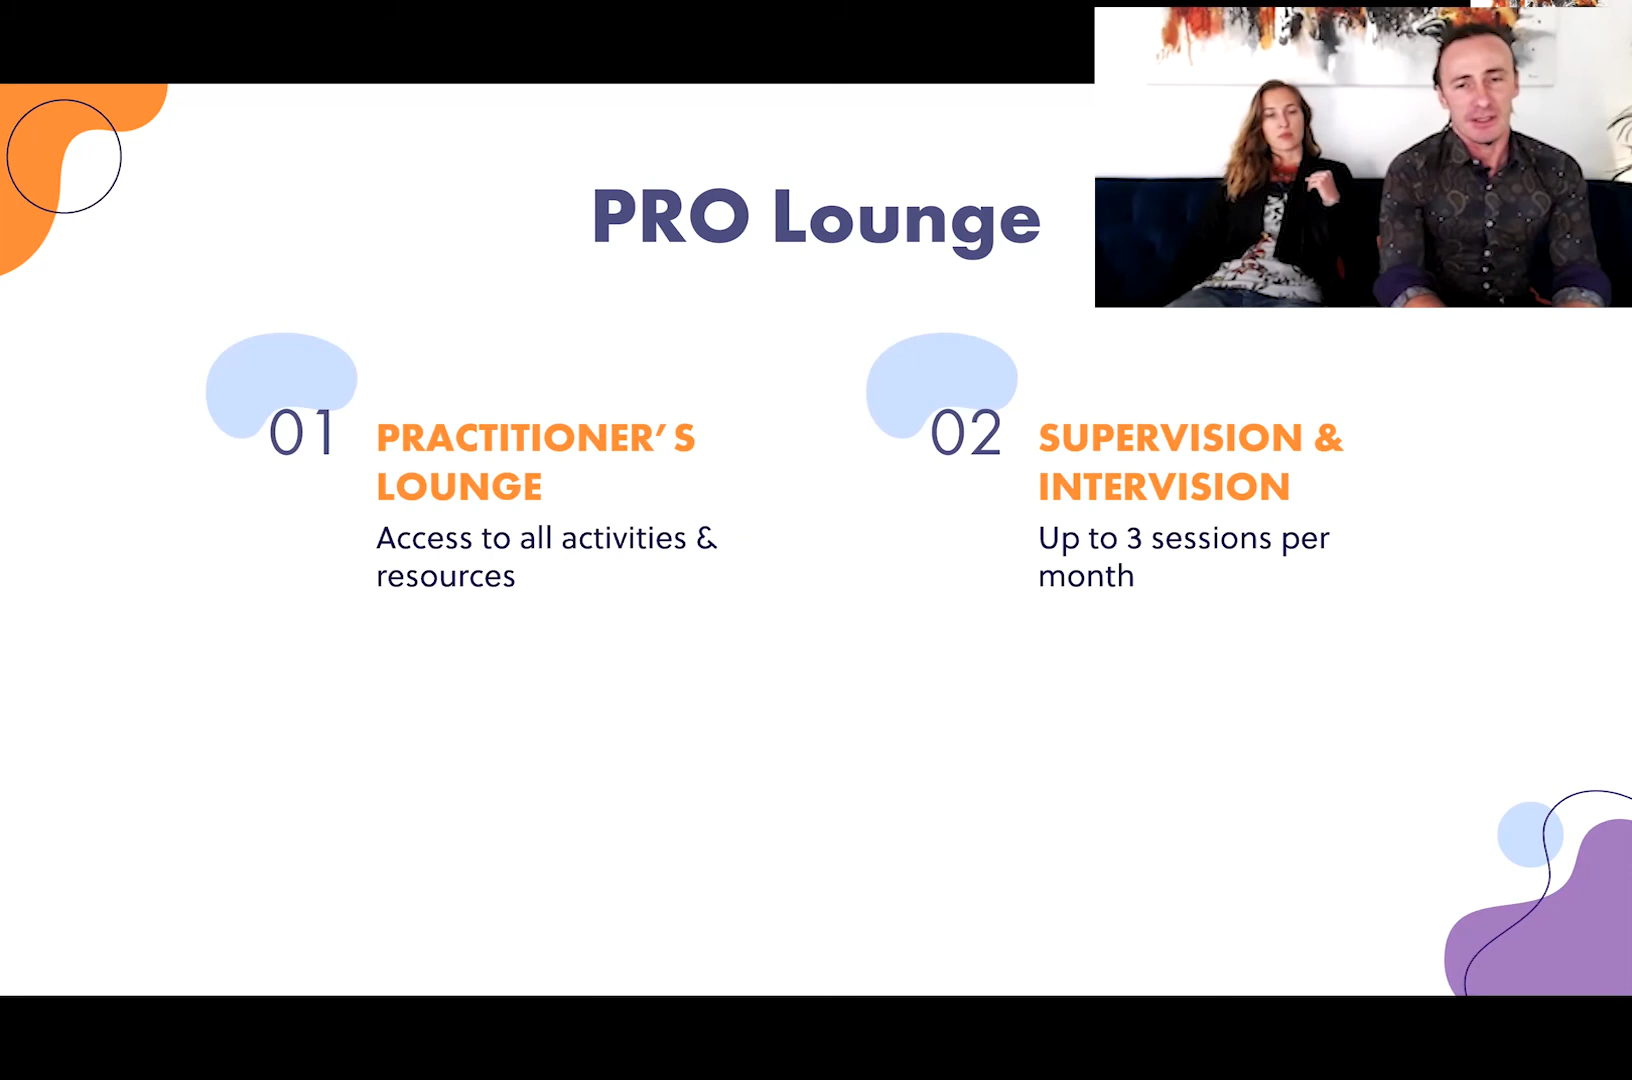 PRO Lounge
01
PRACTITIONER'S
LOUNGE
Access to all activities &
resources
02
SUPERVISION &
INTERVISION
Up to 3 sessions per
month